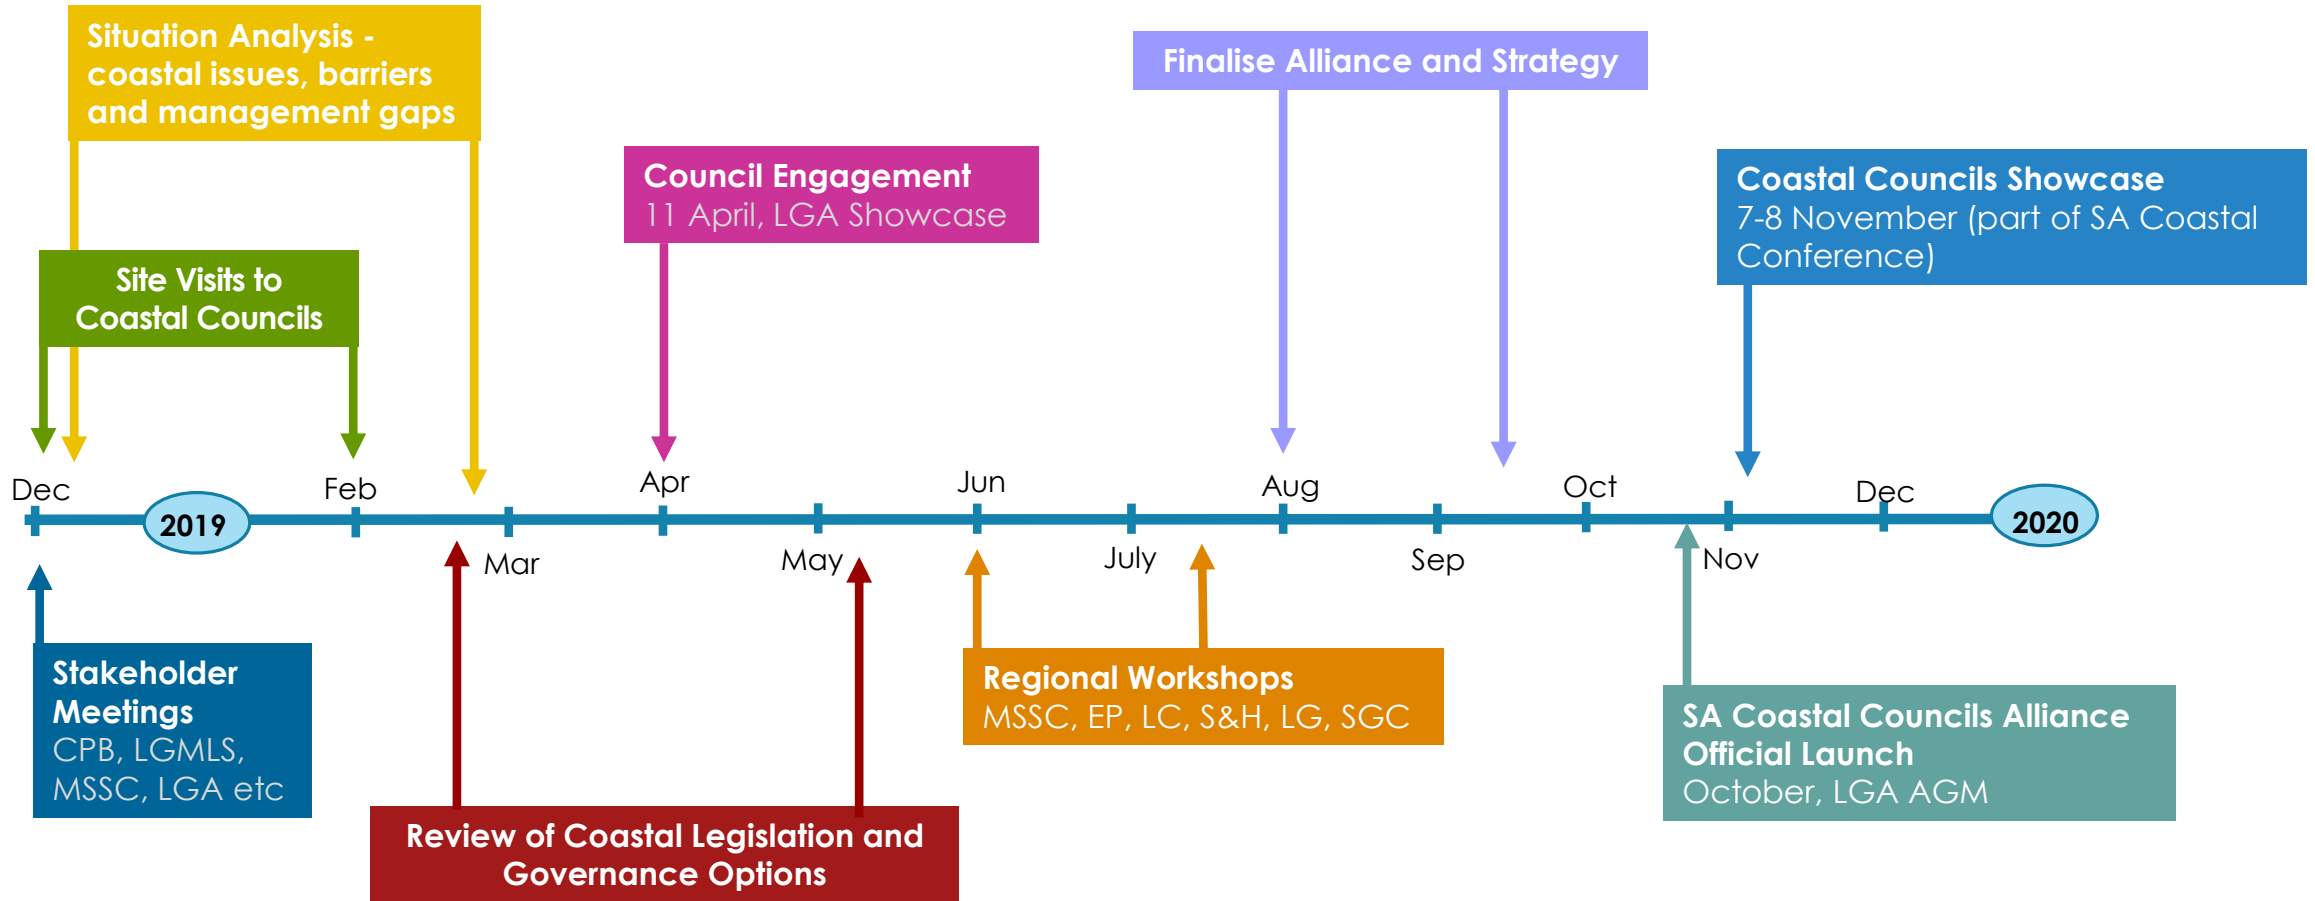 Situation Analysis -
coastal issues, barriers
and management gaps
Finalise Alliance and Strategy
Council Engagement
11 April, LGA Showcase
Coastal Councils Showcase
7-8 November (part of SA Coastal
Conference)
Site Visits to
Coastal Councils
Dec
2019
Feb
Mar
Apr
May
Jun
July
Aug
Sep
Oct
Nov
Dec
2020
Stakeholder
Meetings
CPB, LGMLS,
MSSC, LGA etc
Review of Coastal Legislation and
Governance Options
Regional Workshops
MSSC, EP, LC, S&H, LG, SGC
SA Coastal Councils Alliance
Official Launch
October, LGA AGM